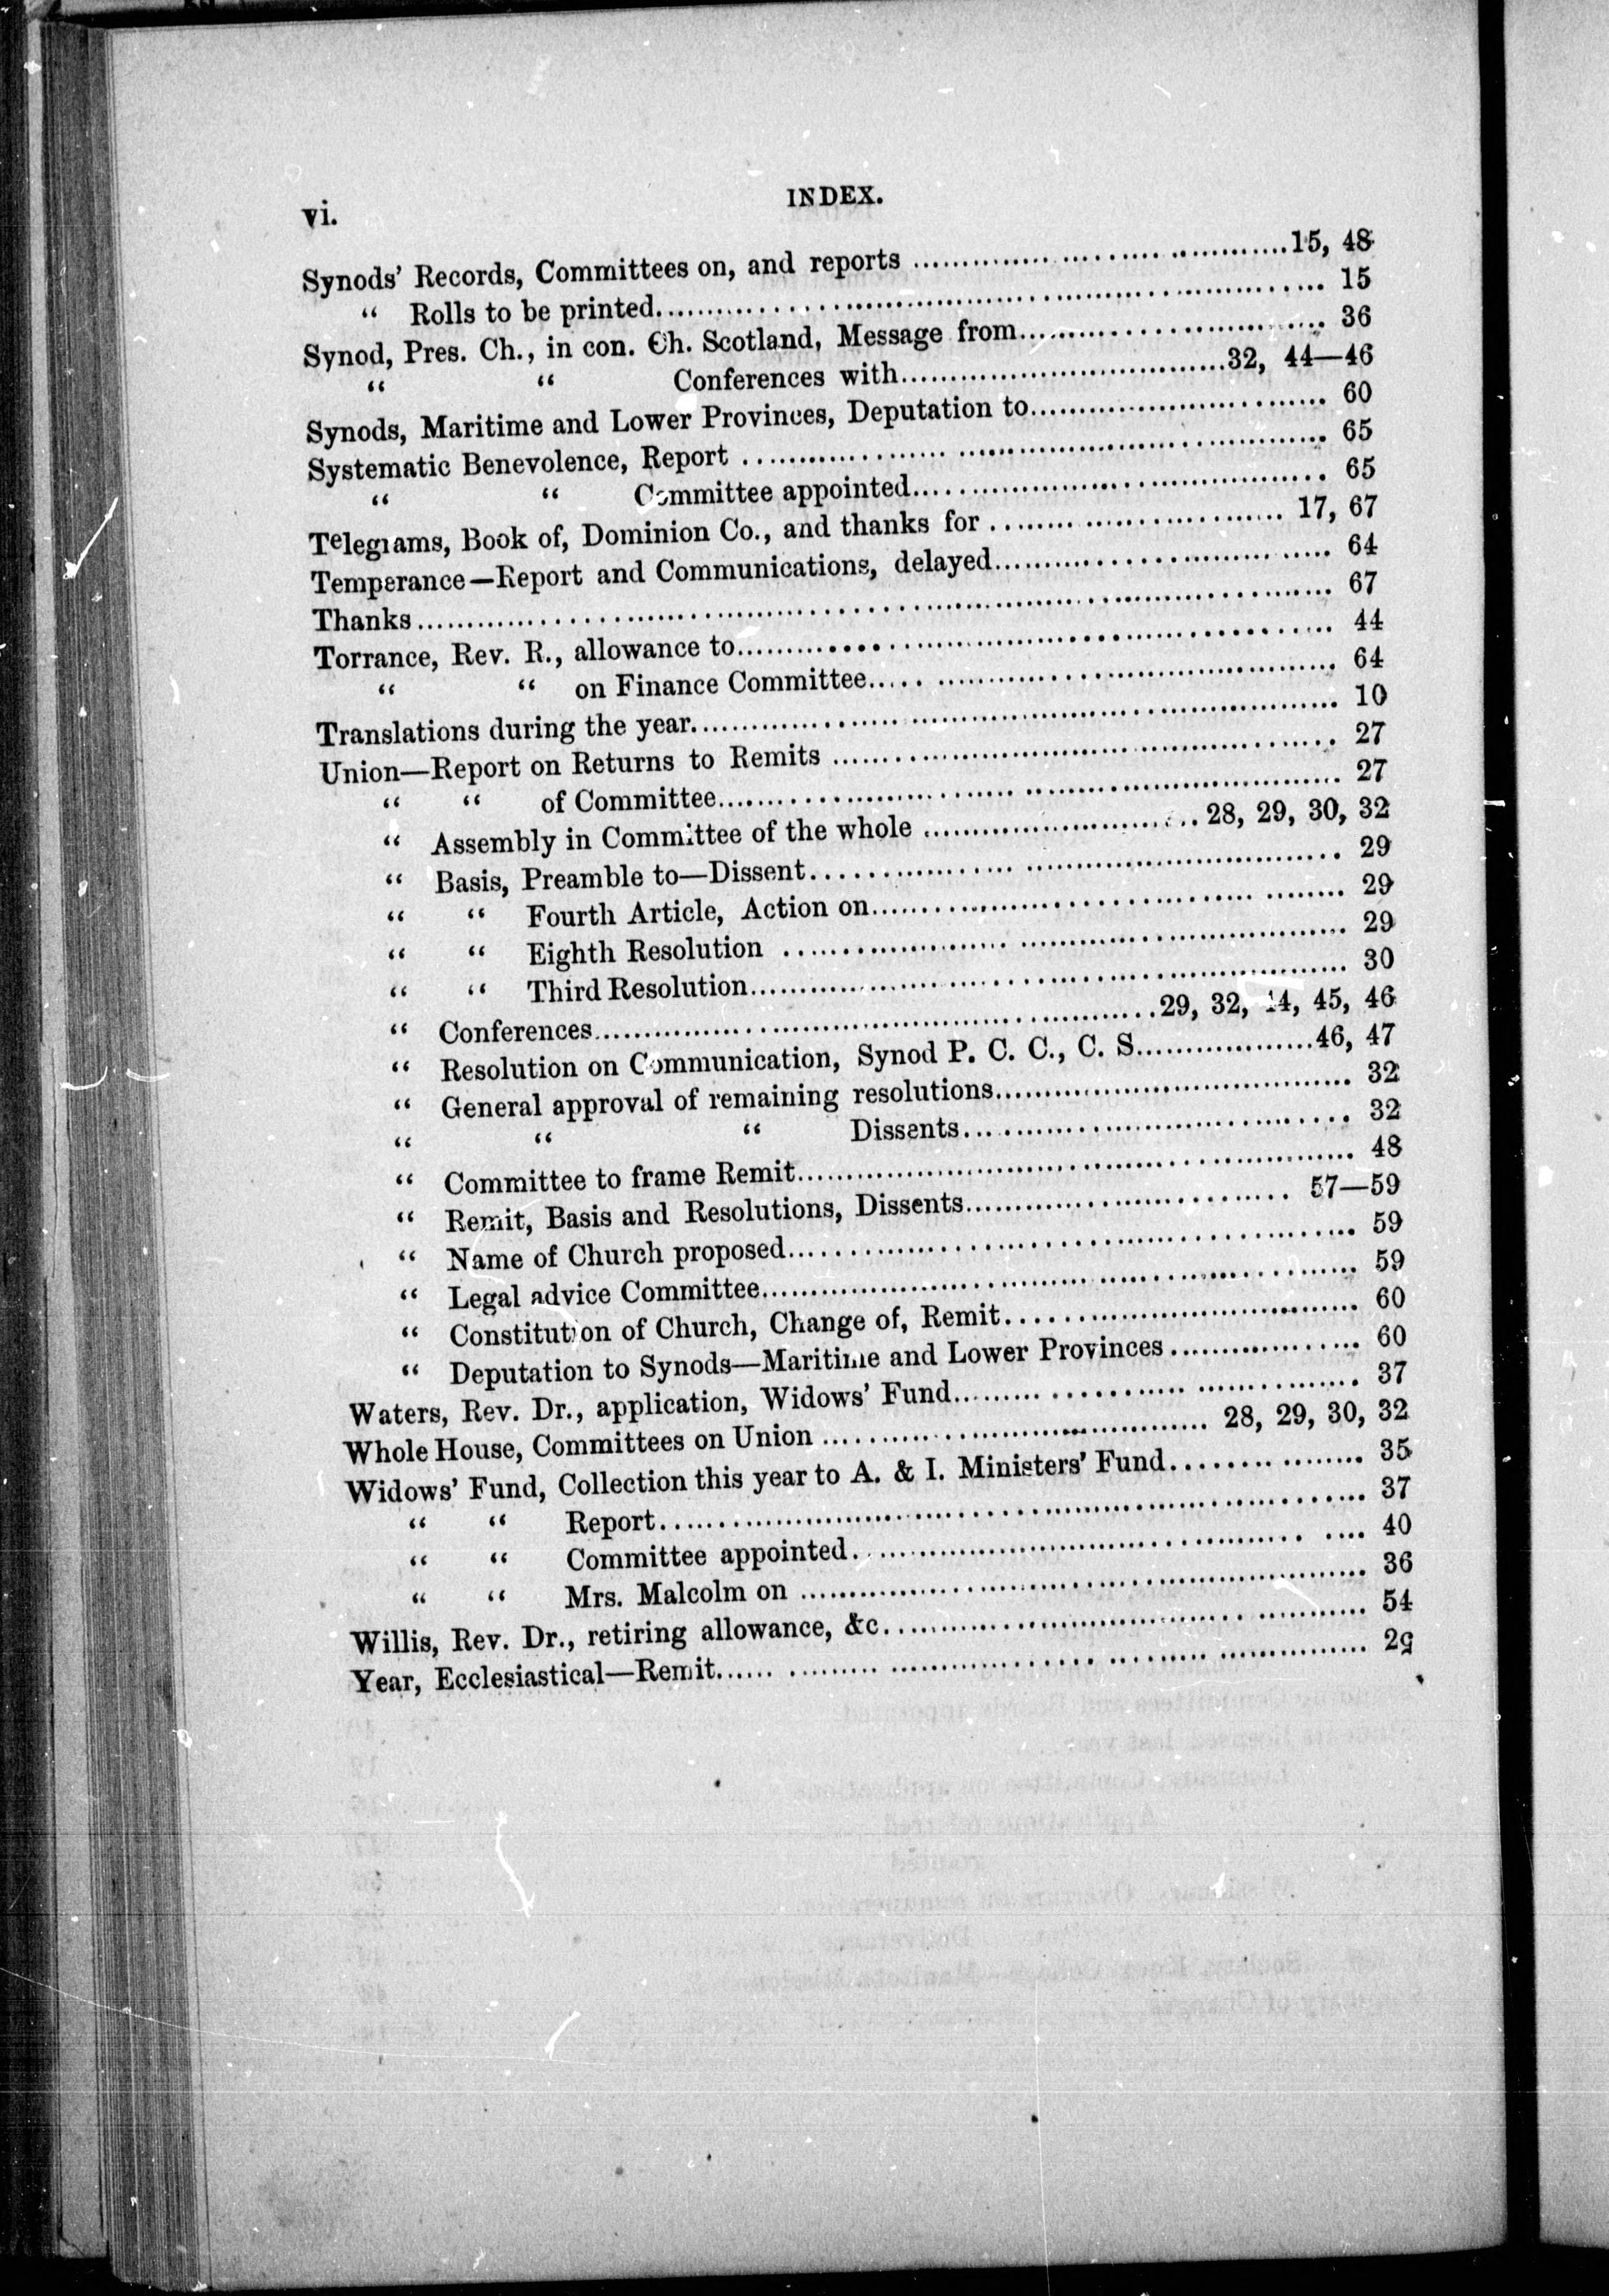 vi.
INDEX.
Synods' Records, Committees on, and reports ........ 15, 48
“ Rolls to be printed........ 15
Synod, Pres. Ch., in con. Ch. Scotland, Message from........ 36
“ “ Conferences with........ 32, 44—46
Synods, Maritime and Lower Provinces, Deputation to........ 60
Systematic Benevolence, Report ........ 65
“ “ Committee appointed........ 65
Telegrams, Book of, Dominion Co., and thanks for ........ 17, 67
Temperance—Report and Communications, delayed........ 64
Thanks........ 67
Torrance, Rev. R., allowance to........ 44
“ “ on Finance Committee........ 64
Translations during the year........ 10
Union—Report on Returns to Remits ........ 27
“ “ of Committee........ 27
“ Assembly in Committee of the whole ........ 28, 29, 30, 32
“ Basis, Preamble to—Dissent........ 29
“ “ Fourth Article, Action on........ 29
“ “ Eighth Resolution ........ 29
“ “ Third Resolution........ 30
“ Conferences........ 29, 32, 44, 45, 46
“ Resolution on Communication, Synod P. C. C., C. S........ 46, 47
“ General approval of remaining resolutions........ 32
“ “ “ Dissents........ 32
“ Committee to frame Remit........ 48
“ Remit, Basis and Resolutions, Dissents........ 57—59
“ Name of Church proposed........ 59
“ Legal advice Committee........ 59
“ Constitution of Church, Change of, Remit........ 60
“ Deputation to Synods—Maritime and Lower Provinces ........ 60
Waters, Rev. Dr., application, Widows' Fund........ 37
Whole House, Committees on Union ........ 28, 29, 30, 32
Widows' Fund, Collection this year to A. & I. Ministers' Fund........ 35
“ “ Report........ 37
“ “ Committee appointed........ 40
“ “ Mrs. Malcolm on ........ 36
Willis, Rev. Dr., retiring allowance, &c........ 54
Year, Ecclesiastical—Remit........ 29